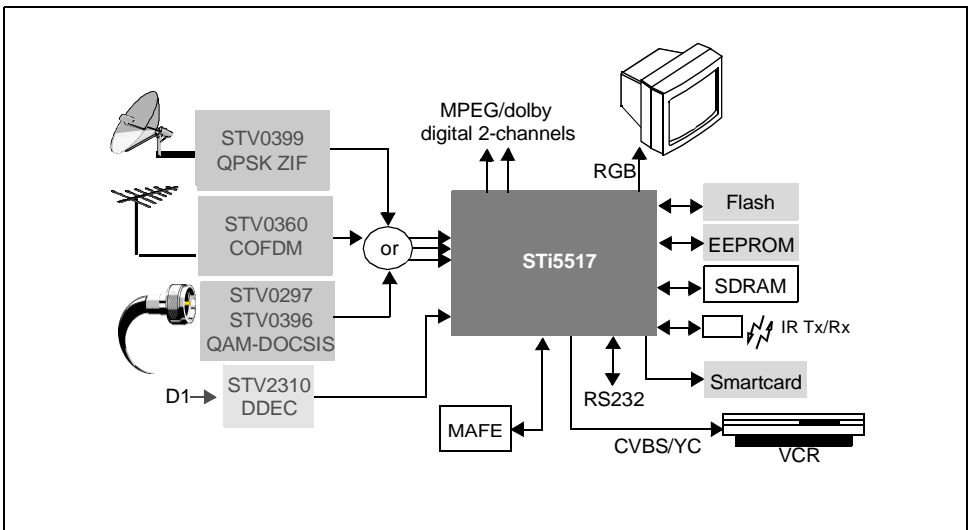 MPEG/dolby
digital 2-channels
STV0399
QPSK ZIF
RGB
Flash
STV0360
COFDM
or
STi5517
EEPROM
SDRAM
STV0297
STV0396
QAM-DOCSIS
IR Tx/Rx
D1
STV2310
DDEC
RS232
Smartcard
MAFE
CVBS/YC
VCR